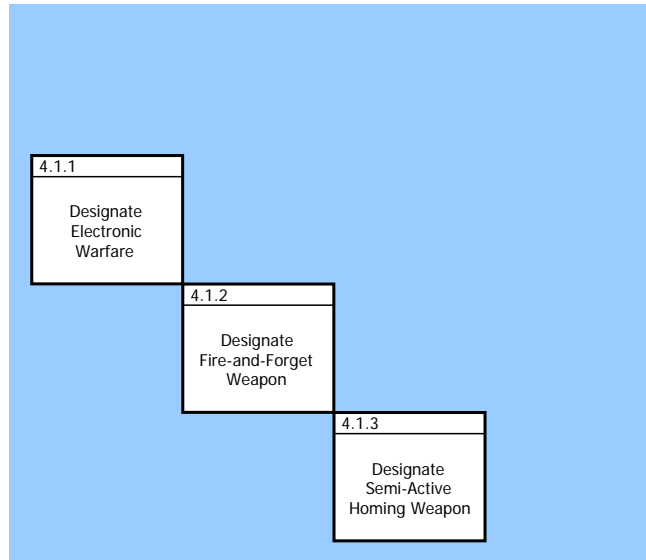 4.1.1
Designate
Electronic
Warfare
4.1.2
Designate
Fire-and-Forget
Weapon
4.1.3
Designate
Semi-Active
Homing Weapon